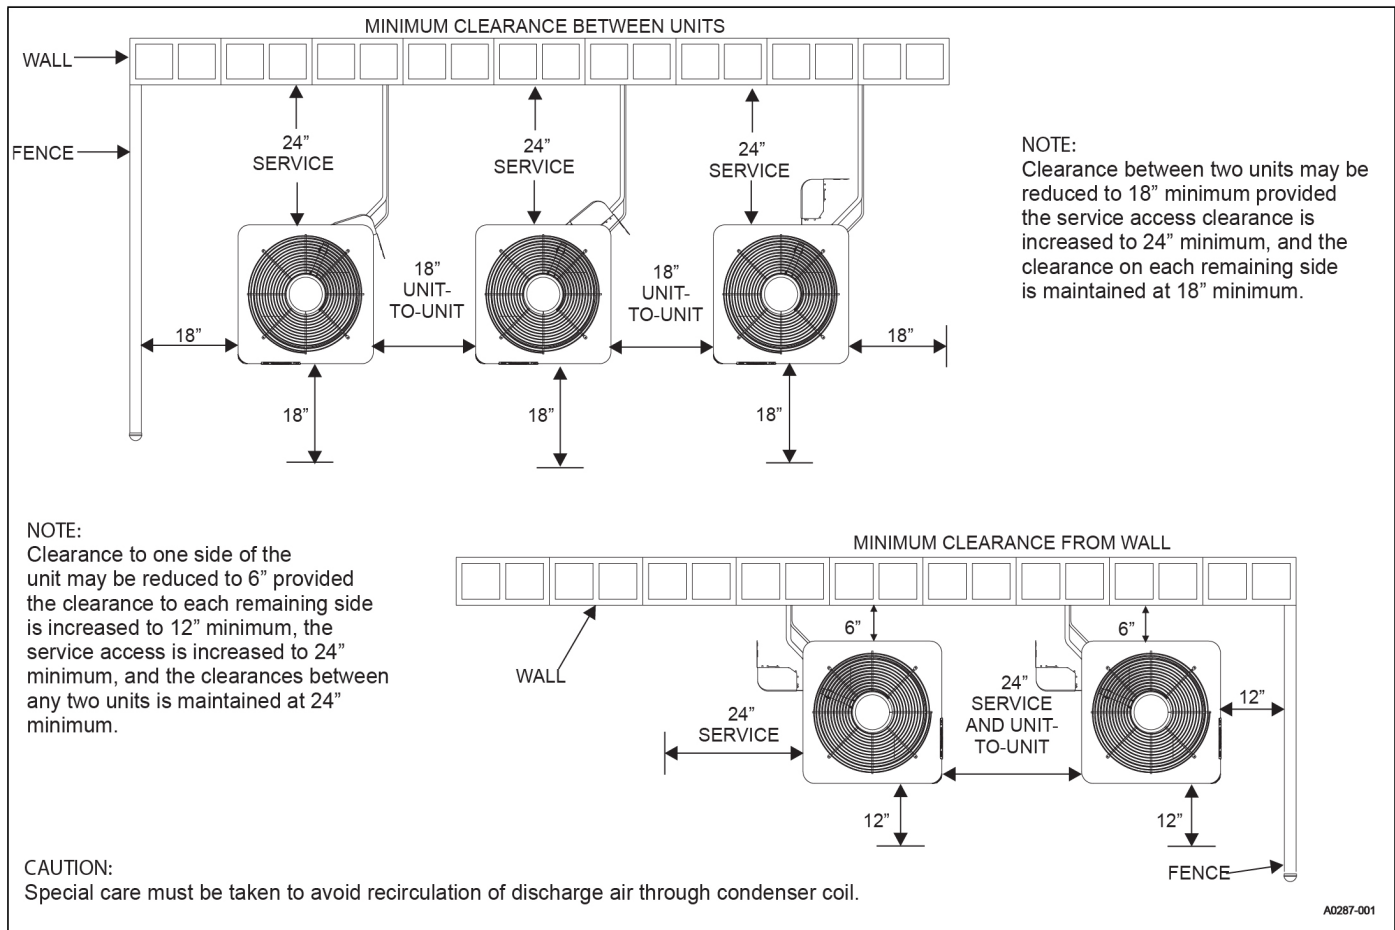 MINIMUM CLEARANCE BETWEEN UNITS
WALL
FENCE
24”
SERVICE
24”
SERVICE
24”
SERVICE
18”
UNIT-
TO-UNIT
18”
UNIT-
TO-UNIT
18”
18”
18”
18”
18”
NOTE:
Clearance between two units may be
reduced to 18” minimum provided
the service access clearance is
increased to 24” minimum, and the
clearance on each remaining side
is maintained at 18” minimum.
NOTE:
Clearance to one side of the
unit may be reduced to 6” provided
the clearance to each remaining side
is increased to 12” minimum, the
service access is increased to 24”
minimum, and the clearances between
any two units is maintained at 24”
minimum.
MINIMUM CLEARANCE FROM WALL
WALL
6”
6”
24”
SERVICE
24”
SERVICE
AND UNIT-
TO-UNIT
12”
12”
12”
FENCE
CAUTION:
Special care must be taken to avoid recirculation of discharge air through condenser coil.
A0287-001